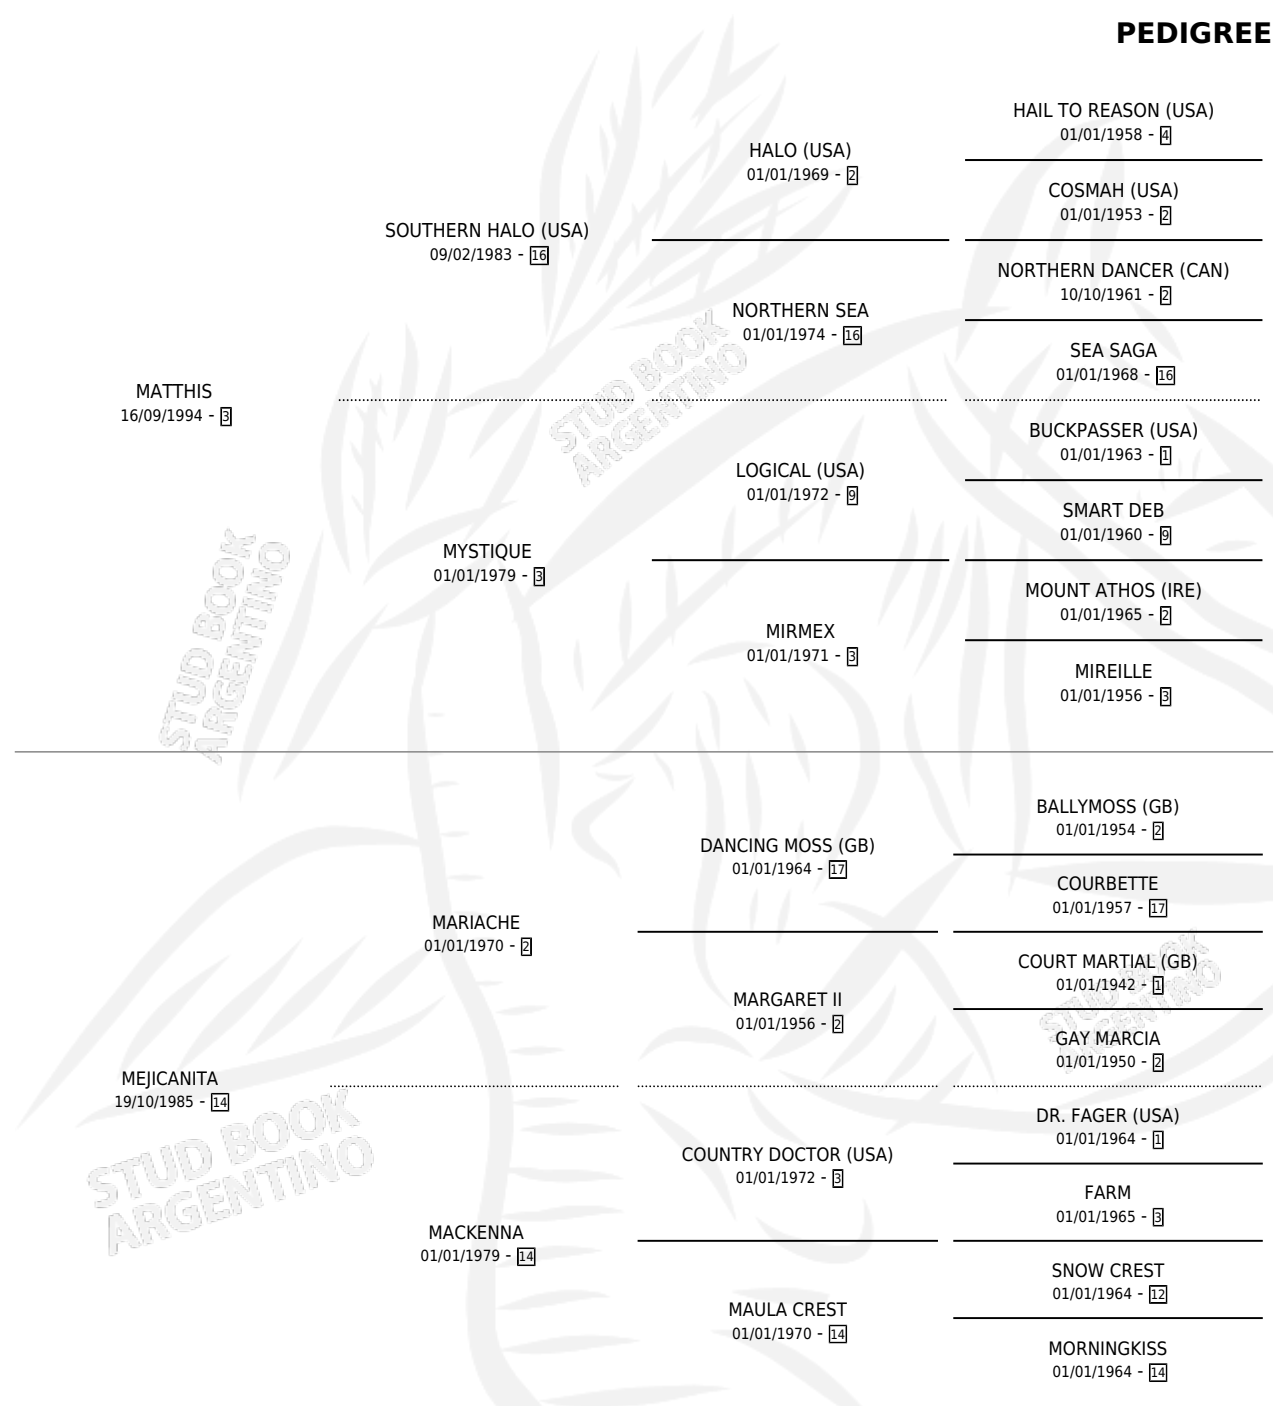 PEDIGREE
HAIL TO REASON (USA)
01/01/1958 - 4
HALO (USA)
01/01/1969 - 2
COSMAH (USA)
01/01/1953 - 2
SOUTHERN HALO (USA)
09/02/1983 - 16
NORTHERN DANCER (CAN)
10/10/1961 - 2
NORTHERN SEA
01/01/1974 - 16
SEA SAGA
01/01/1968 - 16
MATTHIS
16/09/1994 - 3
BUCKPASSER (USA)
01/01/1963 - 1
LOGICAL (USA)
01/01/1972 - 9
SMART DEB
01/01/1960 - 9
MYSTIQUE
01/01/1979 - 3
MOUNT ATHOS (IRE)
01/01/1965 - 2
MIRMEX
01/01/1971 - 3
MIREILLE
01/01/1956 - 3
STUD BOOK
ARGENTINO
STUD BOOK
ARGENTINO
BALLYMOSS (GB)
01/01/1954 - 2
DANCING MOSS (GB)
01/01/1964 - 17
COURBETTE
01/01/1957 - 17
MARIACHE
01/01/1970 - 2
COURT MARTIAL (GB)
01/01/1942 - 1
MARGARET II
01/01/1956 - 2
GAY MARCIA
01/01/1950 - 2
STUD BOOK
ARGENTINO
MEJICANITA
19/10/1985 - 14
DR. FAGER (USA)
01/01/1964 - 1
COUNTRY DOCTOR (USA)
01/01/1972 - 3
FARM
01/01/1965 - 3
MACKENNA
01/01/1979 - 14
SNOW CREST
01/01/1964 - 12
MAULA CREST
01/01/1970 - 14
MORNINGKISS
01/01/1964 - 14
STUD BOOK
ARGENTINO